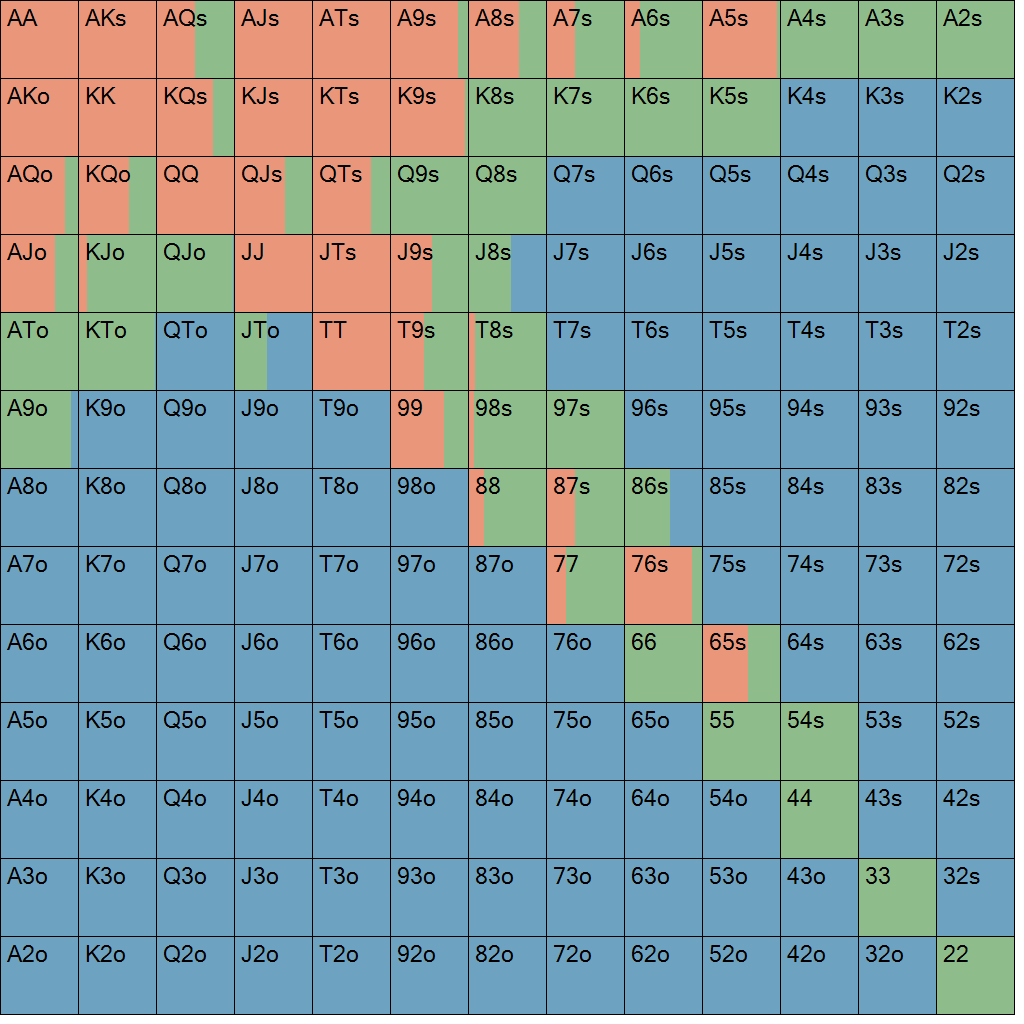 AA AKs AQs AJs ATs A9s A8s A7s A6s A5s A4s A3s A2s
AKo KK KQs KJs KTs K9s K8s K7s K6s K5s K4s K3s K2s
AQo KQo QQ QJs QTs Q9s Q8s Q7s Q6s Q5s Q4s Q3s Q2s
AJo KJo QJo JJ JTs J9s J8s J7s J6s J5s J4s J3s J2s
ATo KTo QTo JTo TT T9s T8s T7s T6s T5s T4s T3s T2s
A9o K9o Q9o J9o T9o 99 98s 97s 96s 95s 94s 93s 92s
A8o K8o Q8o J8o T8o 98o 88 87s 86s 85s 84s 83s 82s
A7o K7o Q7o J7o T7o 97o 87o 77 76s 75s 74s 73s 72s
A6o K6o Q6o J6o T6o 96o 86o 76o 66 65s 64s 63s 62s
A5o K5o Q5o J5o T5o 95o 85o 75o 65o 55 54s 53s 52s
A4o K4o Q4o J4o T4o 94o 84o 74o 64o 54o 44 43s 42s
A3o K3o Q3o J3o T3o 93o 83o 73o 63o 53o 43o 33 32s
A2o K2o Q2o J2o T2o 92o 82o 72o 62o 52o 42o 32o 22